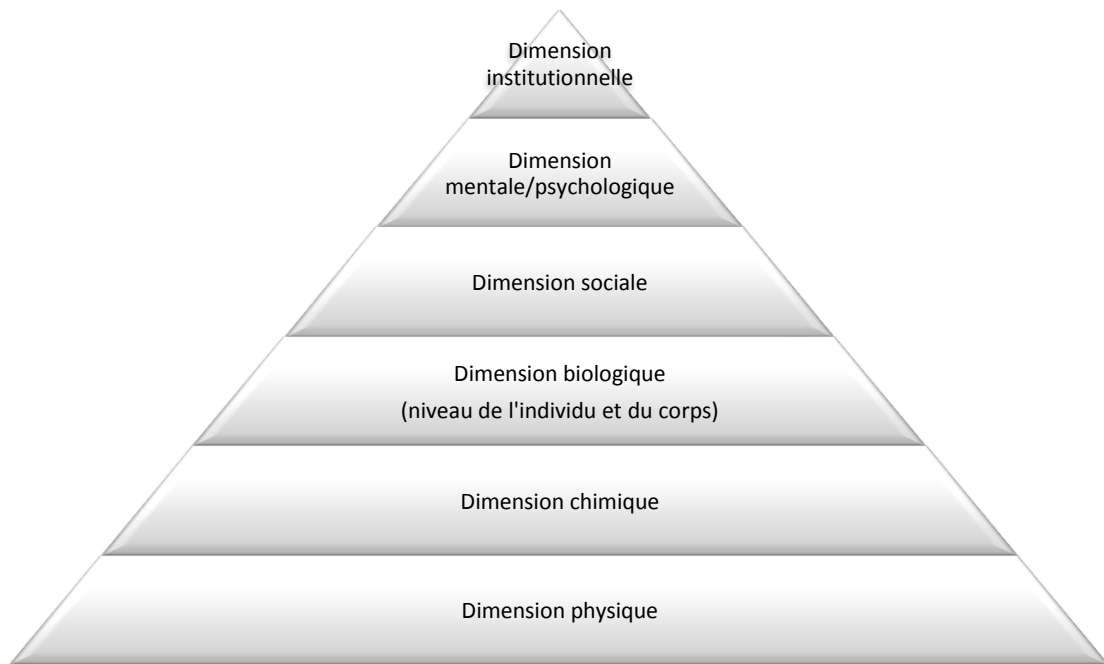 Dimension
institutionnelle
Dimension
mentale/psychologique
Dimension sociale
Dimension biologique
(niveau de l'individu et du corps)
Dimension chimique
Dimension physique